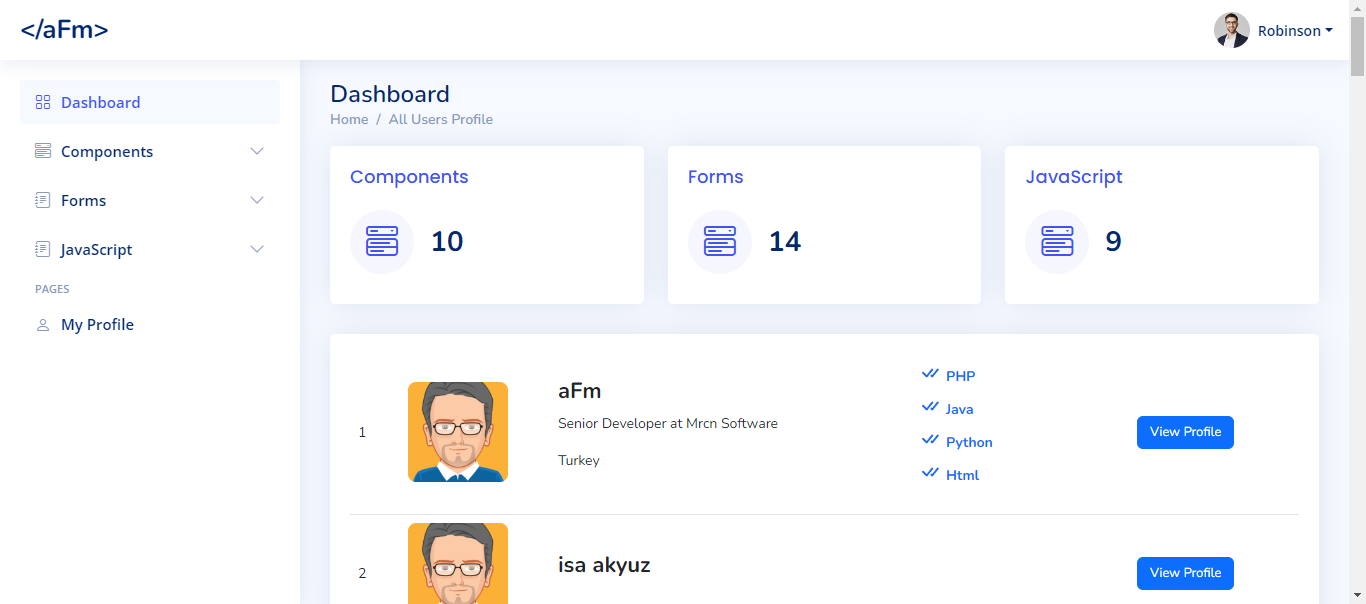 </aFm>
Robinson
Dashboard
Components
Forms
JavaScript
PAGES
My Profile
Dashboard
Home / All Users Profile
Components
10
Forms
14
JavaScript
9
1
aFm
Senior Developer at Mrcn Software
Turkey
PHP
Java
Python
Html
View Profile
2
isa akyuz
View Profile